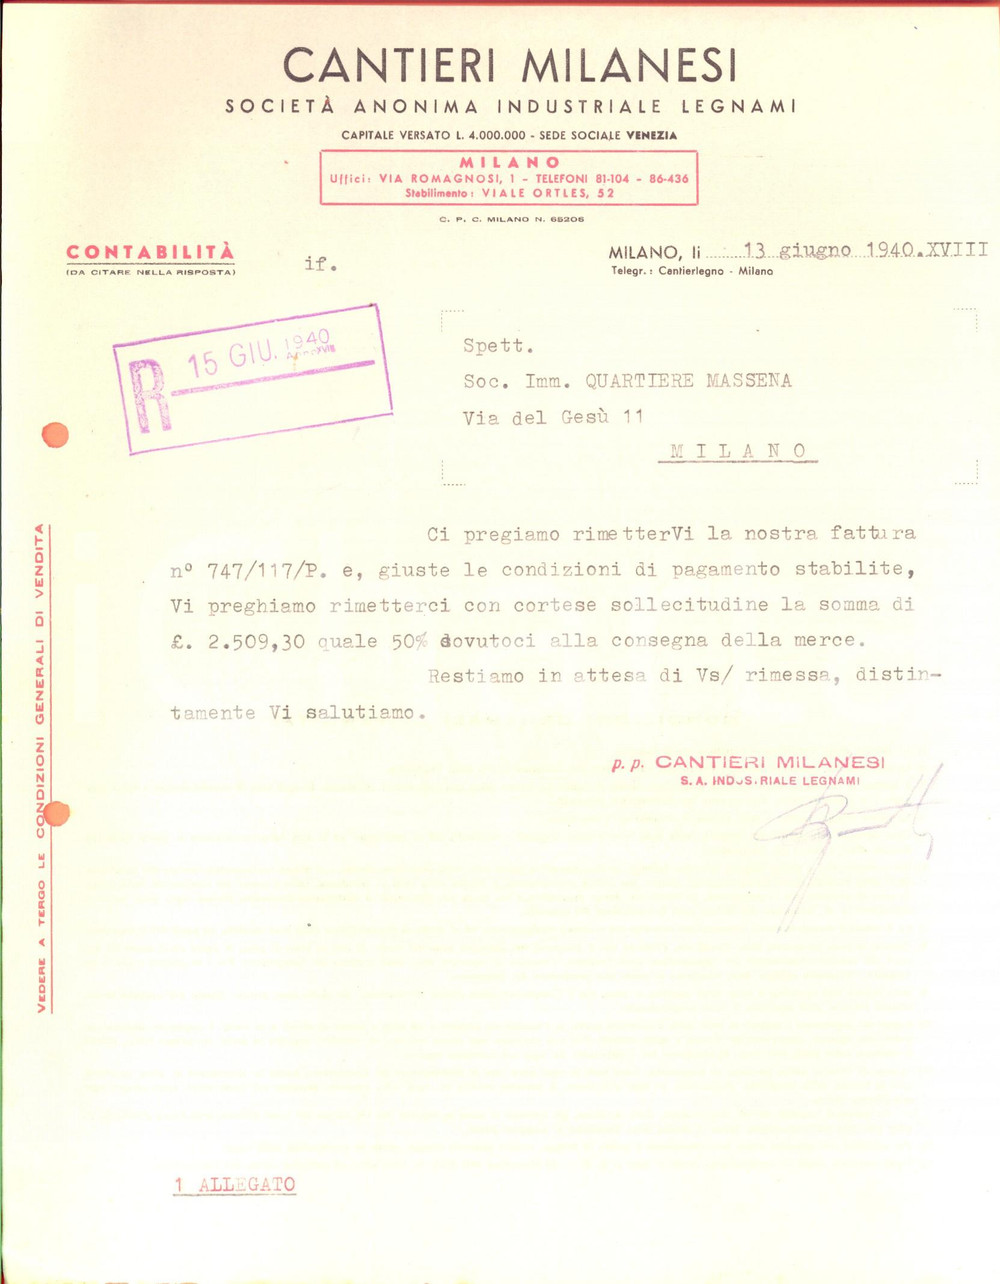 CANTIERI MILANESI
SOCIETÀ ANONIMA INDUSTRIALE LEGNAMI
CAPITALE VERSATO L. 4.000.000 - SEDE SOCIALE VENEZIA
MILANO
Uffici: VIA ROMAGNOSI, 1 - TELEFONI 81-104 - 86-436
Stabilimento: VIALE ORTLES, 52
C. P. C. MILANO N. 65206
CONTABILITÀ
(DA CITARE NELLA RISPOSTA)
if.
MILANO, li 13 giugno 1940.XVIII
Telegr.: Cantierlegno - Milano
R 15 GIU. 1940
Spett.
Soc. Imm. QUARTIERE MASSENA
Via del Gesù 11
MILANO
Ci pregiamo rimetterVi la nostra fattura
nº 747/117/P. e, giuste le condizioni di pagamento stabilite,
Vi preghiamo rimetterci con cortese sollecitudine la somma di
£. 2.509,30 quale 50% dovutoci alla consegna della merce.
Restiamo in attesa di Vs/ rimessa, distin-
tamente Vi salutiamo.
p. p. CANTIERI MILANESI
S. A. INDUSTRIALE LEGNAMI
VEDERE A TERGO LE CONDIZIONI GENERALI DI VENDITA
1 ALLEGATO